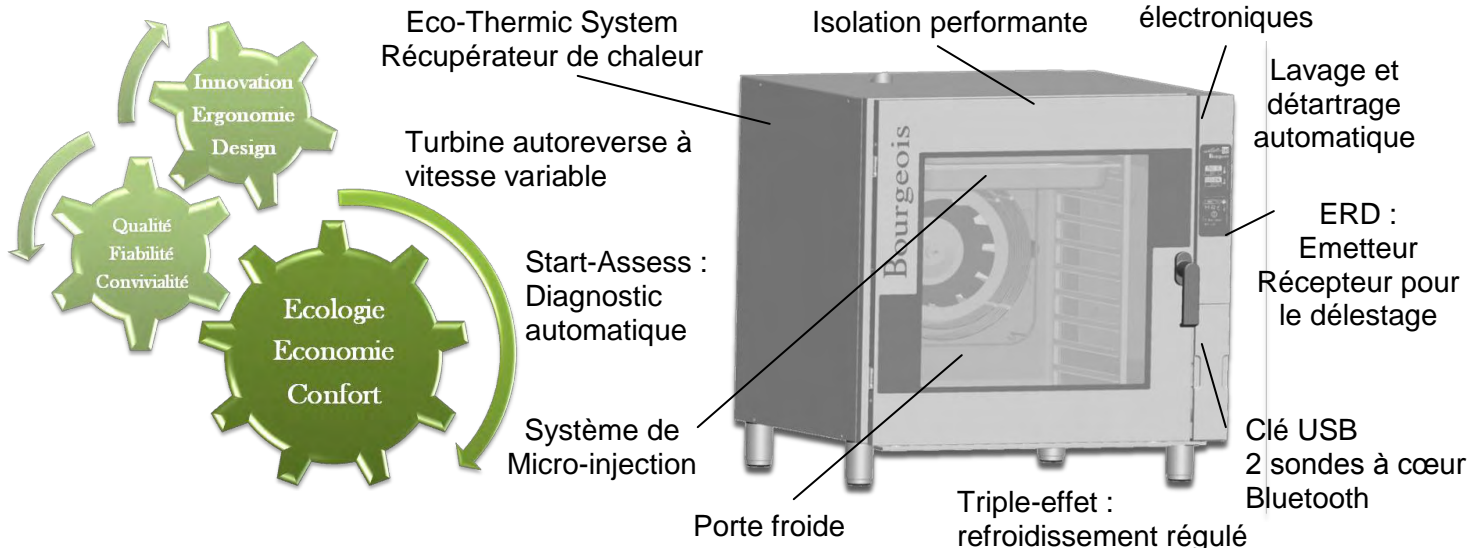 Innovation
Ergonomie
Design
Qualité
Fiabilité
Convivialité
Ecologie
Economie
Confort
Eco-Thermic System
Récupérateur de chaleur
Turbine autoreverse à
vitesse variable
Start-Assess :
Diagnostic
automatique
Système de
Micro-injection
Porte froide
Isolation performante
Bourgeois
électroniques
Lavage et
détartrage
automatique
ERD :
Emetteur
Récepteur pour
le délestage
Clé USB
2 sondes à cœur
Bluetooth
Triple-effet :
refroidissement régulé